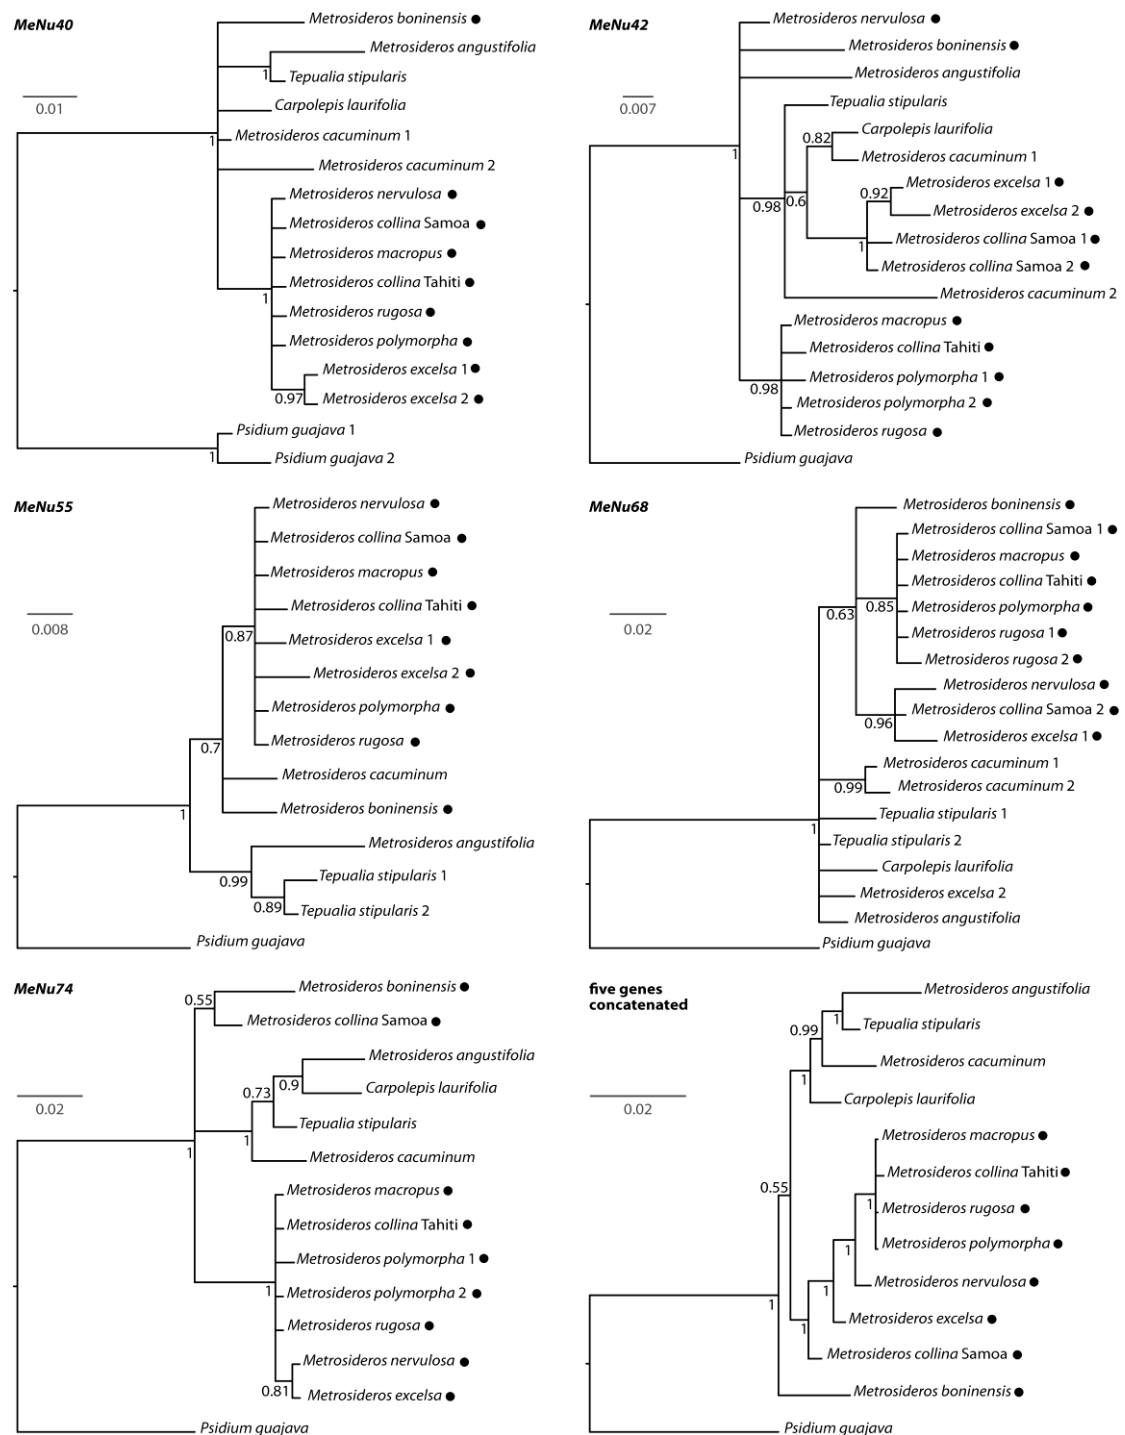 MeNu40
Metrosideros boninensis
Metrosideros angustifolia
1
Tepualia stipularis
0.01
Carpolepis laurifolia
Metrosideros cacuminum 1
1
Metrosideros cacuminum 2
Metrosideros nervulosa
Metrosideros collina Samoa
Metrosideros macropus
Metrosideros collina Tahiti
1
Metrosideros rugosa
Metrosideros polymorpha
Metrosideros excelsa 1
0.97
Metrosideros excelsa 2
Psidium guajava 1
1
Psidium guajava 2
MeNu42
Metrosideros nervulosa
Metrosideros boninensis
Metrosideros angustifolia
0.007
Tepualia stipularis
0.82
Carpolepis laurifolia
1
Metrosideros cacuminum 1
0.92
Metrosideros excelsa 1
0.98
0.6
Metrosideros excelsa 2
1
Metrosideros collina Samoa 1
Metrosideros collina Samoa 2
Metrosideros cacuminum 2
Metrosideros macropus
Metrosideros collina Tahiti
0.98
Metrosideros polymorpha 1
Metrosideros polymorpha 2
Metrosideros rugosa
Psidium guajava
MeNu55
Metrosideros nervulosa
Metrosideros collina Samoa
Metrosideros macropus
0.008
Metrosideros collina Tahiti
0.87
Metrosideros excelsa 1
Metrosideros excelsa 2
Metrosideros polymorpha
0.7
Metrosideros rugosa
Metrosideros cacuminum
1
Metrosideros boninensis
Metrosideros angustifolia
0.99
Tepualia stipularis 1
0.89
Tepualia stipularis 2
Psidium guajava
MeNu68
Metrosideros boninensis
Metrosideros collina Samoa 1
Metrosideros macropus
Metrosideros collina Tahiti
0.02
0.63
0.85
Metrosideros polymorpha
Metrosideros rugosa 1
Metrosideros rugosa 2
Metrosideros nervulosa
Metrosideros collina Samoa 2
0.96
Metrosideros excelsa 1
Metrosideros cacuminum 1
0.99
Metrosideros cacuminum 2
Tepualia stipularis 1
1
Tepualia stipularis 2
Carpolepis laurifolia
Metrosideros excelsa 2
Metrosideros angustifolia
Psidium guajava
MeNu74
Metrosideros boninensis
0.55
Metrosideros collina Samoa
Metrosideros angustifolia
0.9
Carpolepis laurifolia
0.73
0.02
Tepualia stipularis
1
1
Metrosideros cacuminum
Metrosideros macropus
Metrosideros collina Tahiti
Metrosideros polymorpha 1
1
Metrosideros polymorpha 2
Metrosideros rugosa
Metrosideros nervulosa
0.81
Metrosideros excelsa
Psidium guajava
five genes
concatenated
Metrosideros angustifolia
1
Tepualia stipularis
0.99
Metrosideros cacuminum
1
Carpolepis laurifolia
0.02
Metrosideros macropus
Metrosideros collina Tahiti
0.55
1
Metrosideros rugosa
1
Metrosideros polymorpha
Metrosideros nervulosa
1
1
Metrosideros excelsa
1
Metrosideros collina Samoa
Metrosideros boninensis
Psidium guajava